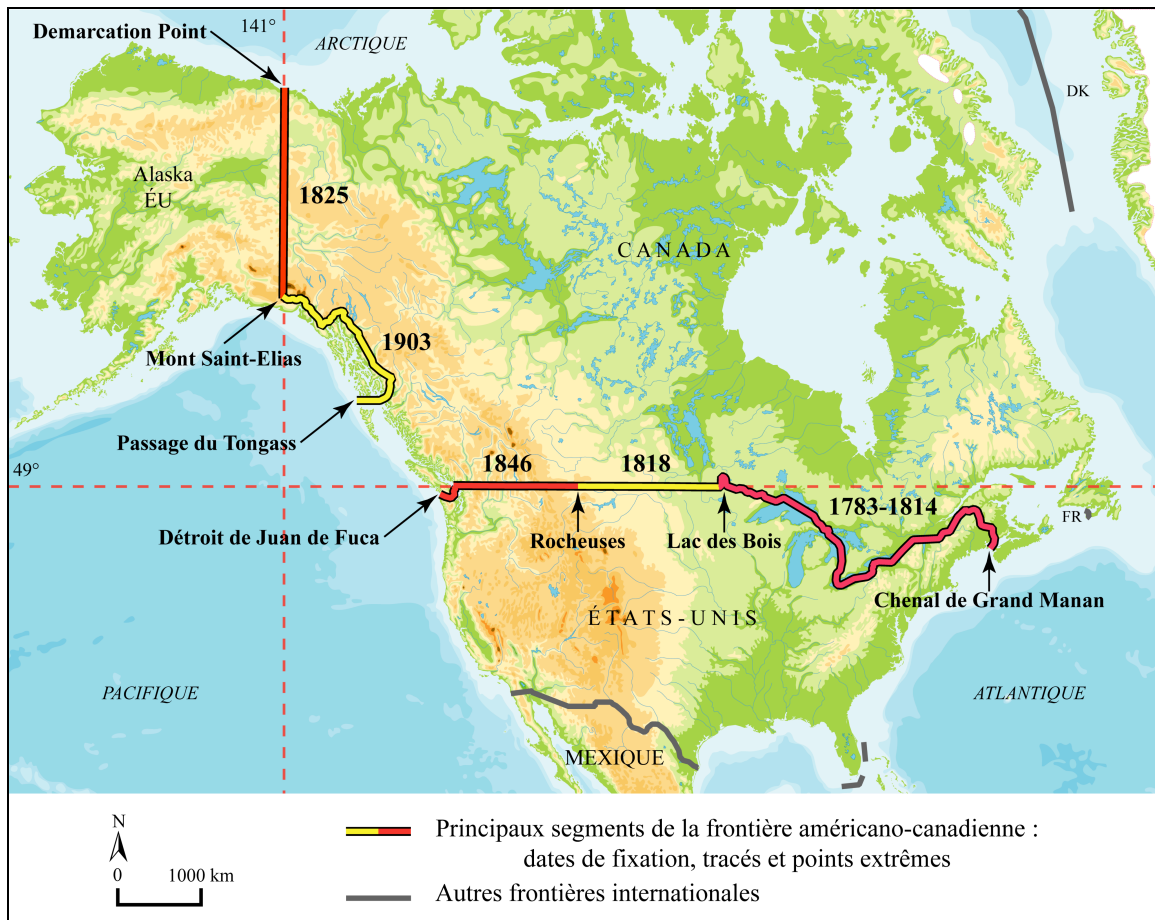 Demarcation Point
141°
ARCTIQUE
DK
Alaska
ÉU
1825
CANADA
Mont Saint-Elias
1903
Passage du Tongass
49°
1846
1818
1783-1814
FR
Détroit de Juan de Fuca
Rocheuses
Lac des Bois
Chenal de Grand Manan
ÉTATS-UNIS
PACIFIQUE
ATLANTIQUE
MEXIQUE
N
0 1000 km
Principaux segments de la frontière américano-canadienne :
dates de fixation, tracés et points extrêmes
Autres frontières internationales